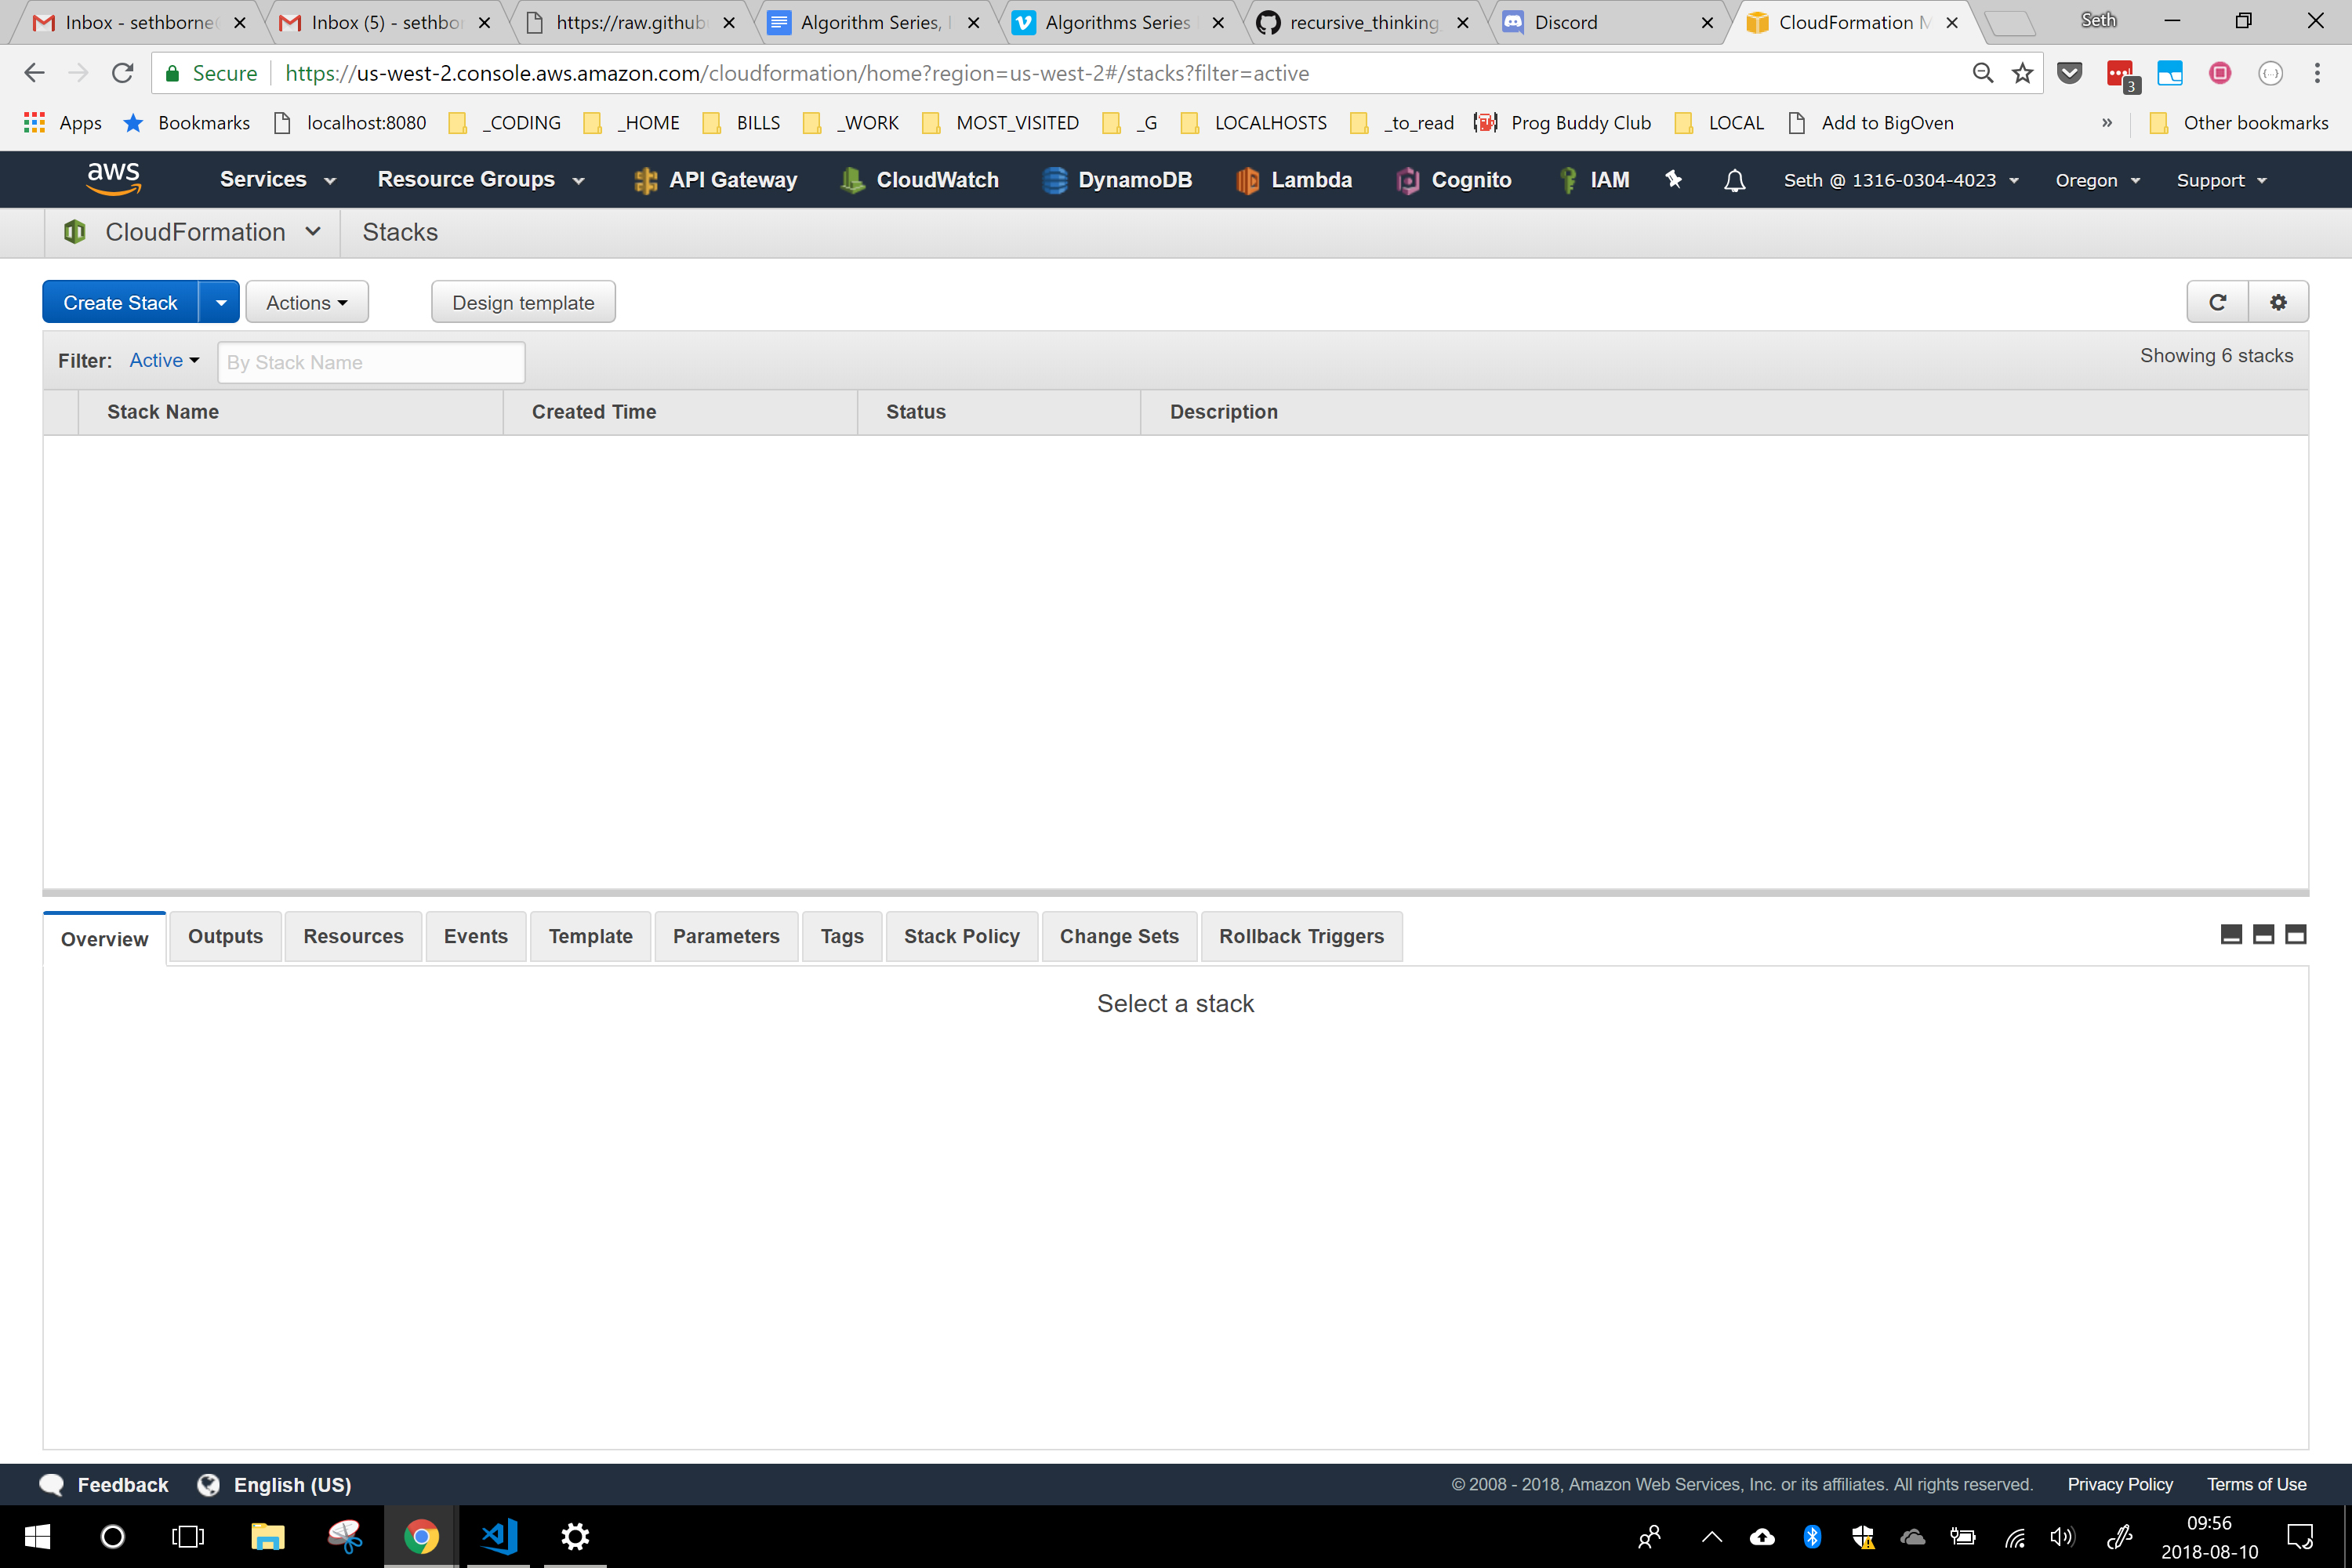 Inbox - sethborne
Inbox (5) - sethbor
https://raw.githubu
Algorithm Series,
Algorithms Series
recursive_thinking_
Discord
CloudFormation M
Seth
Secure
https://us-west-2.console.aws.amazon.com/cloudformation/home?region=us-west-2#/stacks?filter=active
3
Apps
Bookmarks
localhost:8080
_CODING
_HOME
BILLS
_WORK
MOST_VISITED
_G
LOCALHOSTS
_to_read
Prog Buddy Club
LOCAL
Add to BigOven
»
Other bookmarks
aws
Services
Resource Groups
API Gateway
CloudWatch
DynamoDB
Lambda
Cognito
IAM
Seth @ 1316-0304-4023
Oregon
Support
CloudFormation
Stacks
Create Stack
Actions
Design template
Filter: Active
By Stack Name
Showing 6 stacks
Stack Name
Created Time
Status
Description
Overview
Outputs
Resources
Events
Template
Parameters
Tags
Stack Policy
Change Sets
Rollback Triggers
Select a stack
Feedback
English (US)
© 2008 - 2018, Amazon Web Services, Inc. or its affiliates. All rights reserved.
Privacy Policy
Terms of Use
09:56
2018-08-10